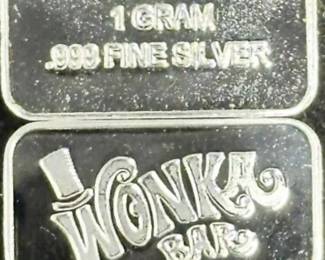 1 GRAM
.999 FINE SILVER
WONKA
BAR